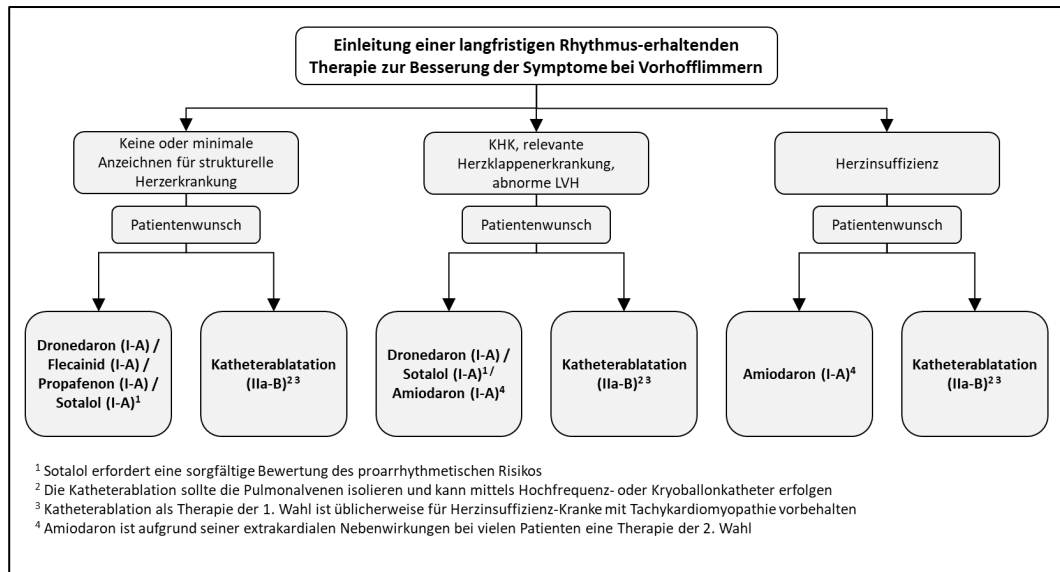 Einleitung einer langfristigen Rhythmus-erhaltenden
Therapie zur Besserung der Symptome bei Vorhofflimmern
Keine oder minimale
Anzeichnen für strukturelle
Herzerkrankung
KHK, relevante
Herzklappenerkrankung,
abnorme LVH
Herzinsuffizienz
Patientenwunsch
Patientenwunsch
Patientenwunsch
Dronedaron (I-A) /
Flecainid (I-A) /
Propafenon (I-A) /
Sotalol (I-A)¹
Katheterablatation
(IIa-B)² ³
Dronedaron (I-A) /
Sotalol (I-A)¹ /
Amiodaron (I-A)⁴
Katheterablatation
(IIa-B)² ³
Amiodaron (I-A)⁴
Katheterablatation
(IIa-B)² ³
¹ Sotalol erfordert eine sorgfältige Bewertung des proarrhythmetischen Risikos
² Die Katheterablation sollte die Pulmonalvenen isolieren und kann mittels Hochfrequenz- oder Kryoballonkatheter erfolgen
³ Katheterablation als Therapie der 1. Wahl ist üblicherweise für Herzinsuffizienz-Kranke mit Tachykardiomyopathie vorbehalten
⁴ Amiodaron ist aufgrund seiner extrakardialen Nebenwirkungen bei vielen Patienten eine Therapie der 2. Wahl